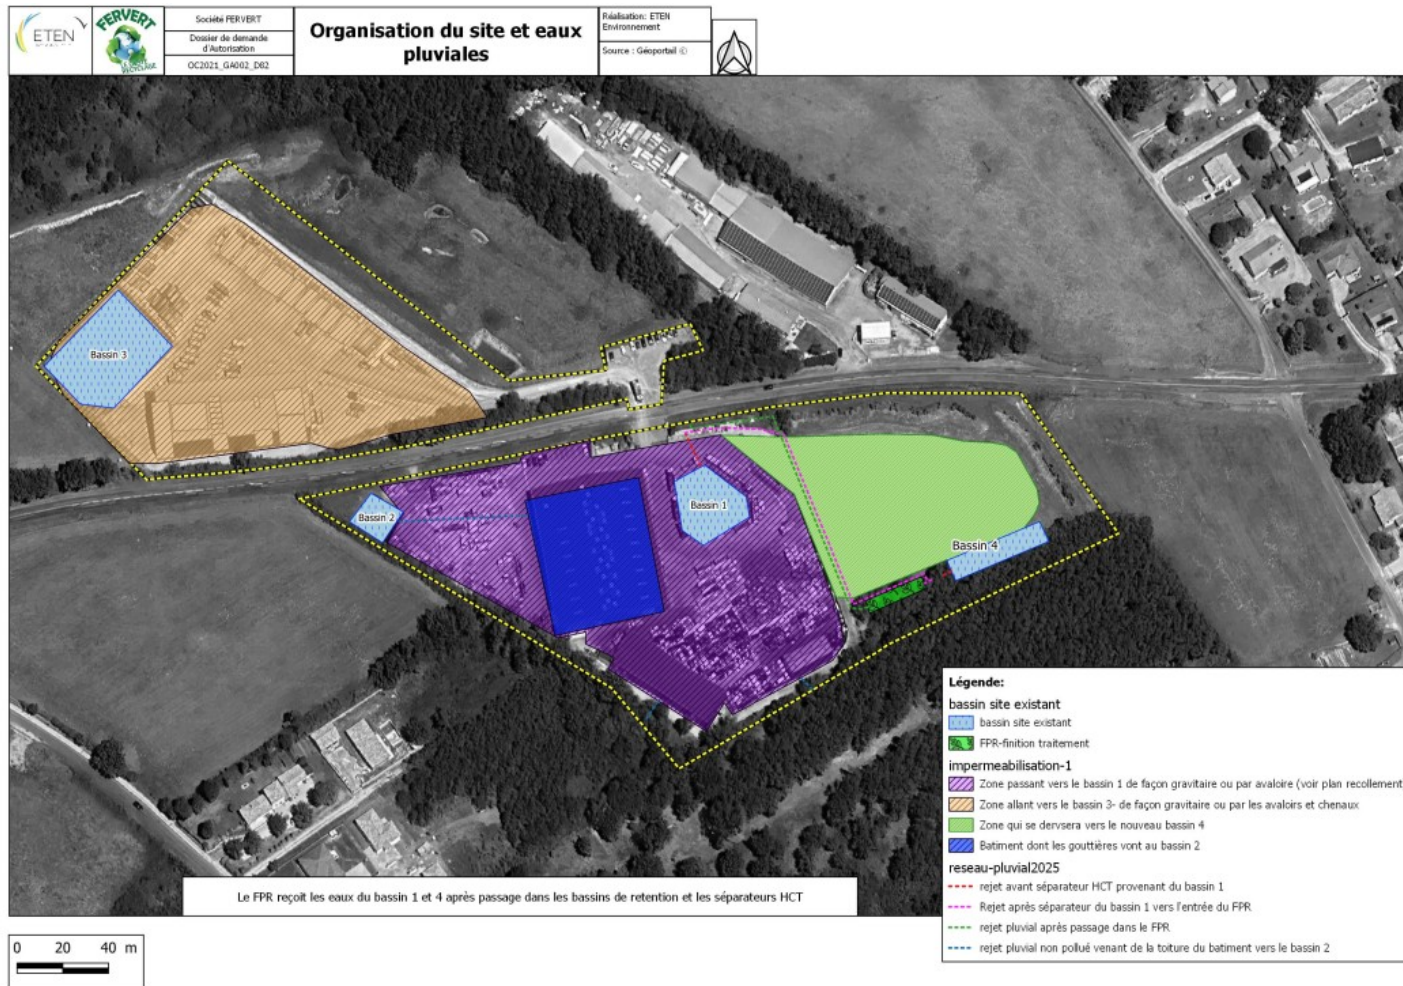 ETEN
FERVERT
LE BON RECYCLAGE
Société FERVERT
Dossier de demande
d'Autorisation
OC2021_GA002_D82
Organisation du site et eaux
pluviales
Réalisation: ETEN
Environnement
Source : Géoportail ©
Bassin 3
Bassin 2
Bassin 1
Bassin 4
Légende:
bassin site existant
bassin site existant
FPR-finition traitement
impermeabilisation-1
Zone passant vers le bassin 1 de façon gravitaire ou par avaloire (voir plan recollement)
Zone allant vers le bassin 3- de façon gravitaire ou par les avaloirs et chenaux
Zone qui se dervsera vers le nouveau bassin 4
Batiment dont les gouttières vont au bassin 2
reseau-pluvial2025
rejet avant séparateur HCT provenant du bassin 1
Rejet après séparateur du bassin 1 vers l'entrée du FPR
rejet pluvial après passage dans le FPR
rejet pluvial non pollué venant de la toiture du batiment vers le bassin 2
Le FPR reçoit les eaux du bassin 1 et 4 après passage dans les bassins de retention et les séparateurs HCT
0 20 40 m